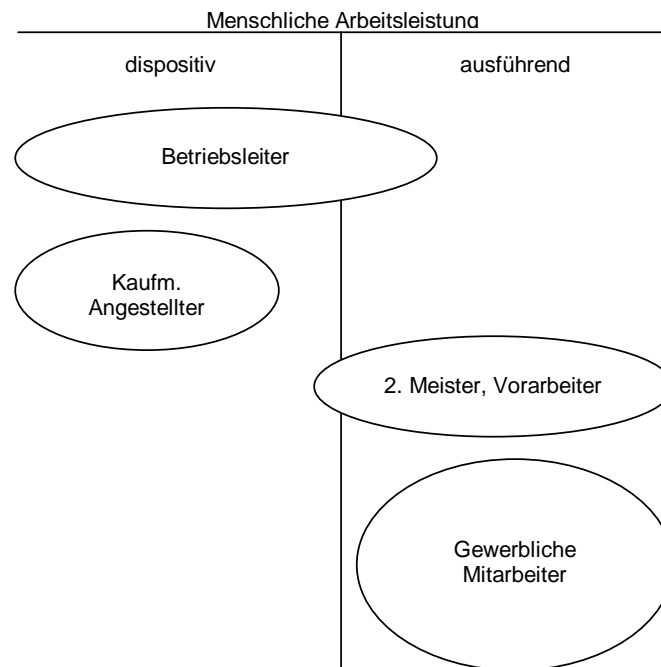 Menschliche Arbeitsleistung
dispositiv
ausführend
Betriebsleiter
Kaufm.
Angestellter
2. Meister, Vorarbeiter
Gewerbliche
Mitarbeiter